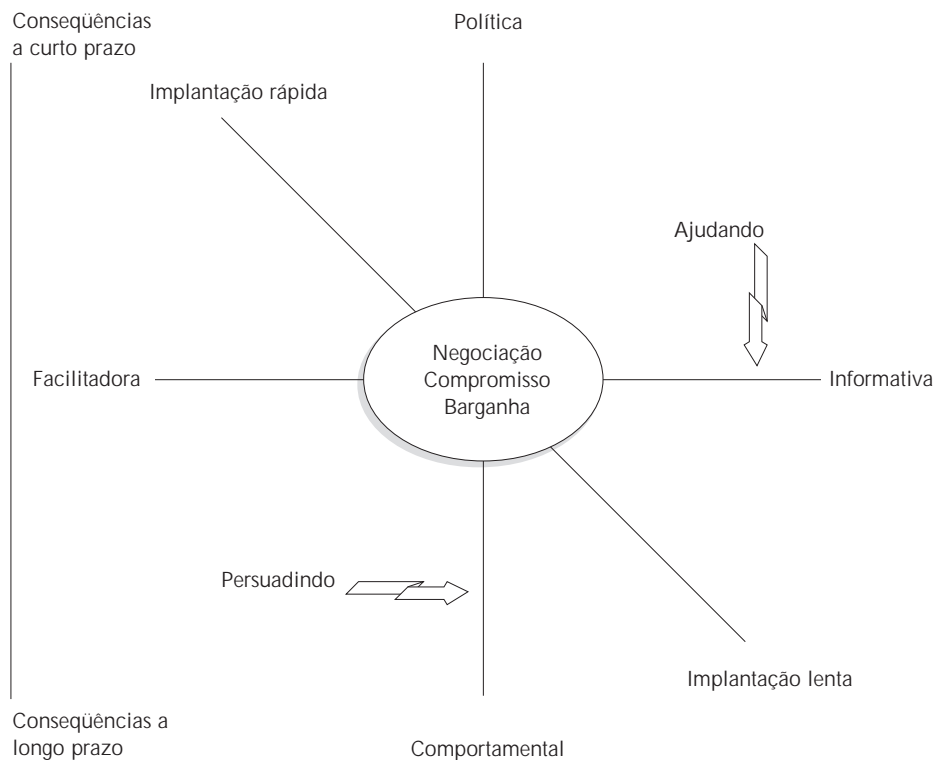 Conseqüências
a curto prazo
Política
Implantação rápida
Ajudando
Negociação
Compromisso
Barganha
Facilitadora
Informativa
Persuadindo
Implantação lenta
Conseqüências a
longo prazo
Comportamental